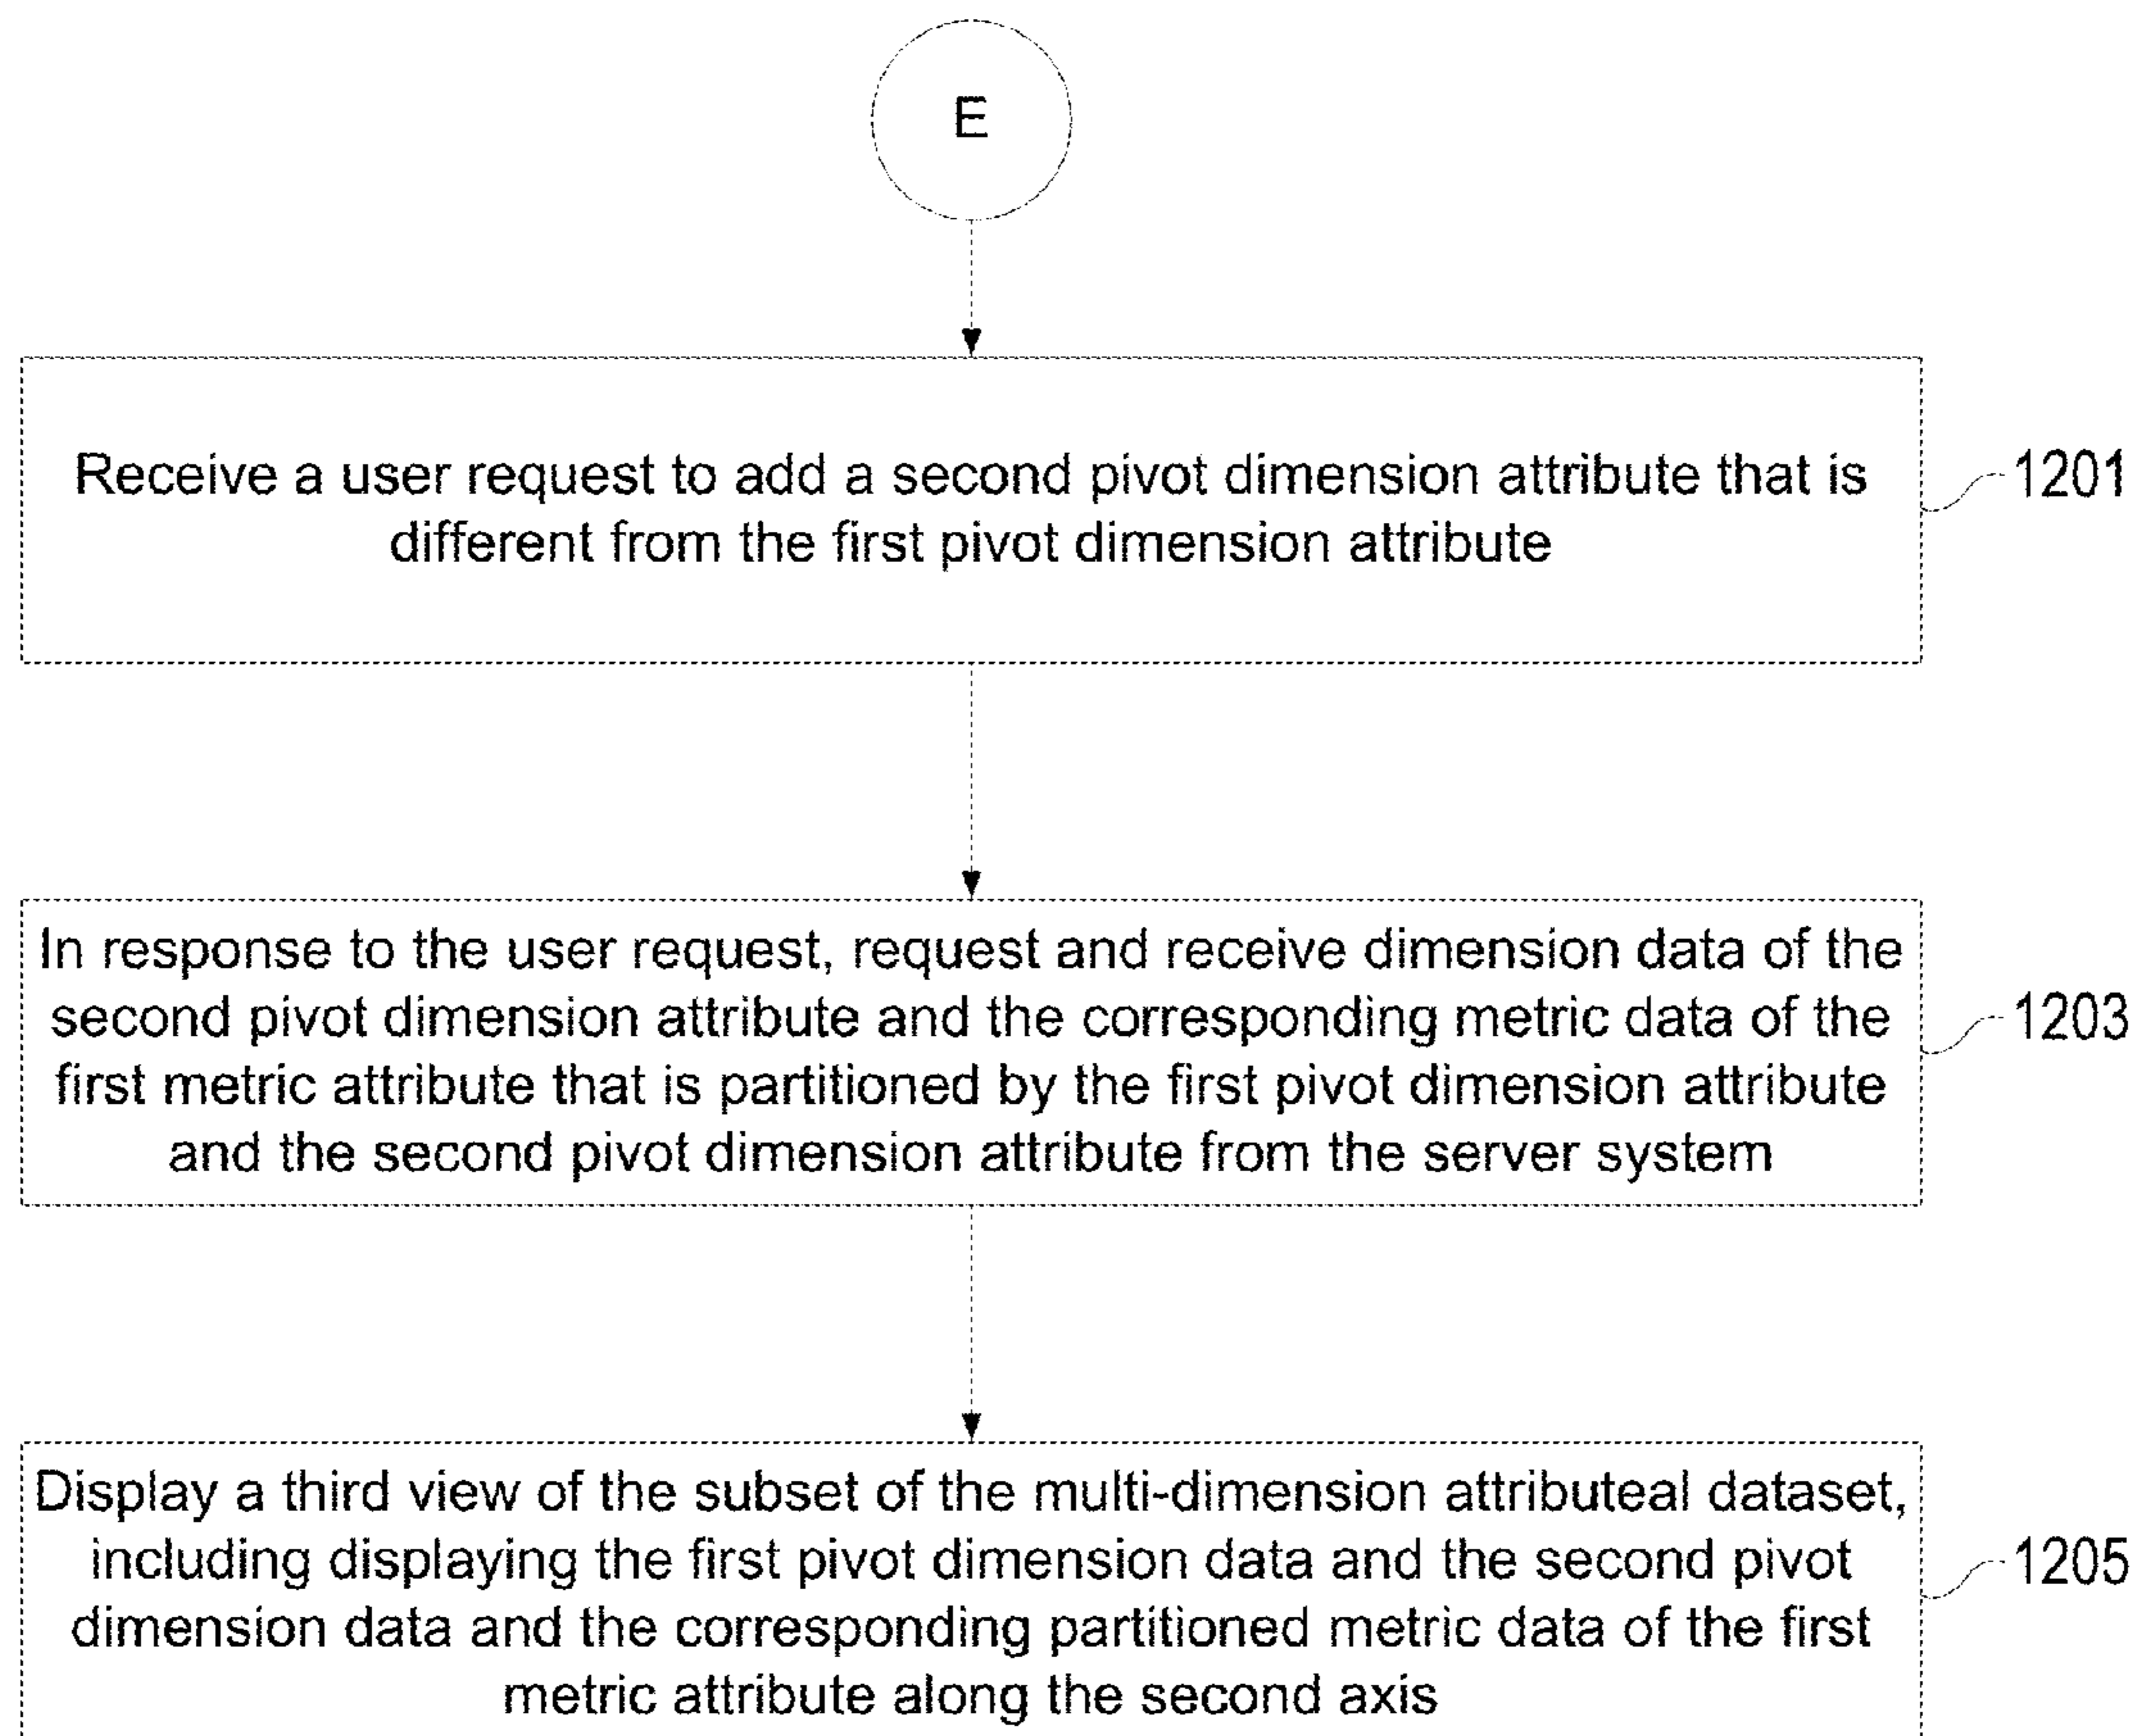 E
Receive a user request to add a second pivot dimension attribute that is
different from the first pivot dimension attribute
1201
In response to the user request, request and receive dimension data of the
second pivot dimension attribute and the corresponding metric data of the
first metric attribute that is partitioned by the first pivot dimension attribute
and the second pivot dimension attribute from the server system
1203
Display a third view of the subset of the multi-dimension attributeal dataset,
including displaying the first pivot dimension data and the second pivot
dimension data and the corresponding partitioned metric data of the first
metric attribute along the second axis
1205